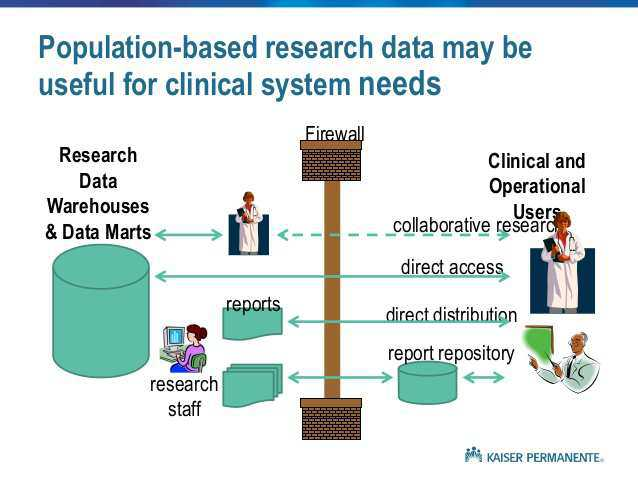 Population-based research data may be
useful for clinical system needs
Firewall
Research
Data
Warehouses
& Data Marts
Clinical and
Operational
Users
collaborative research
direct access
reports
direct distribution
report repository
research
staff
KAISER PERMANENTE®